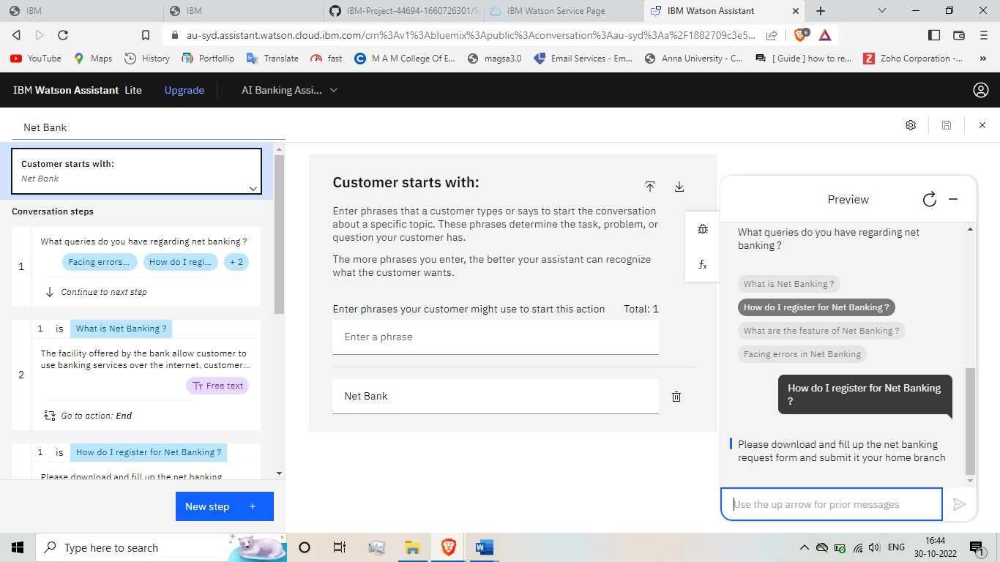 IBM
IBM
IBM-Project-44694-1660726301/Sp
IBM Watson Service Page
IBM Watson Assistant
au-syd.assistant.watson.cloud.ibm.com/crn%3Av1%3Abluemix%3Apublic%3Aconversation%3Aau-syd%3Aa%2F1882709c3e5...
6
YouTube
Maps
History
Portfollio
Translate
fast
M A M College Of E...
magsa3.0
Email Services - Em...
Anna University - C...
[ Guide ] how to re...
Zoho Corporation -...
IBM Watson Assistant Lite
Upgrade
AI Banking Assi...
Net Bank
Customer starts with:
Net Bank
Conversation steps
1
What queries do you have regarding net banking ?
Facing errors...
How do I regi...
+ 2
Continue to next step
2
1 is What is Net Banking ?
The facility offered by the bank allow customer to
use banking services over the internet. customer...
Free text
Go to action: End
1 is How do I register for Net Banking ?
Please download and fill up the net banking
New step +
Customer starts with:
Enter phrases that a customer types or says to start the conversation
about a specific topic. These phrases determine the task, problem, or
question your customer has.
The more phrases you enter, the better your assistant can recognize
what the customer wants.
Enter phrases your customer might use to start this action
Total: 1
Enter a phrase
Net Bank
Preview
What queries do you have regarding net
banking ?
What is Net Banking ?
How do I register for Net Banking ?
What are the feature of Net Banking ?
Facing errors in Net Banking
How do I register for Net Banking
?
Please download and fill up the net banking
request form and submit it your home branch
Use the up arrow for prior messages
Type here to search
ENG
16:44
30-10-2022
1